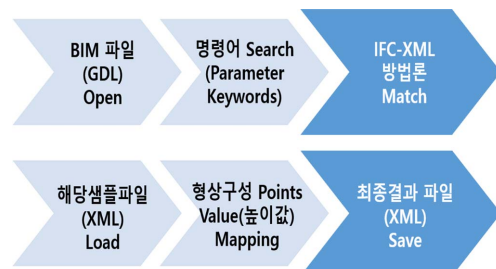 BIM 파일
(GDL)
Open
명령어 Search
(Parameter
Keywords)
IFC-XML
방법론
Match
해당샘플파일
(XML)
Load
형상구성 Points
Value(높이값)
Mapping
최종결과 파일
(XML)
Save